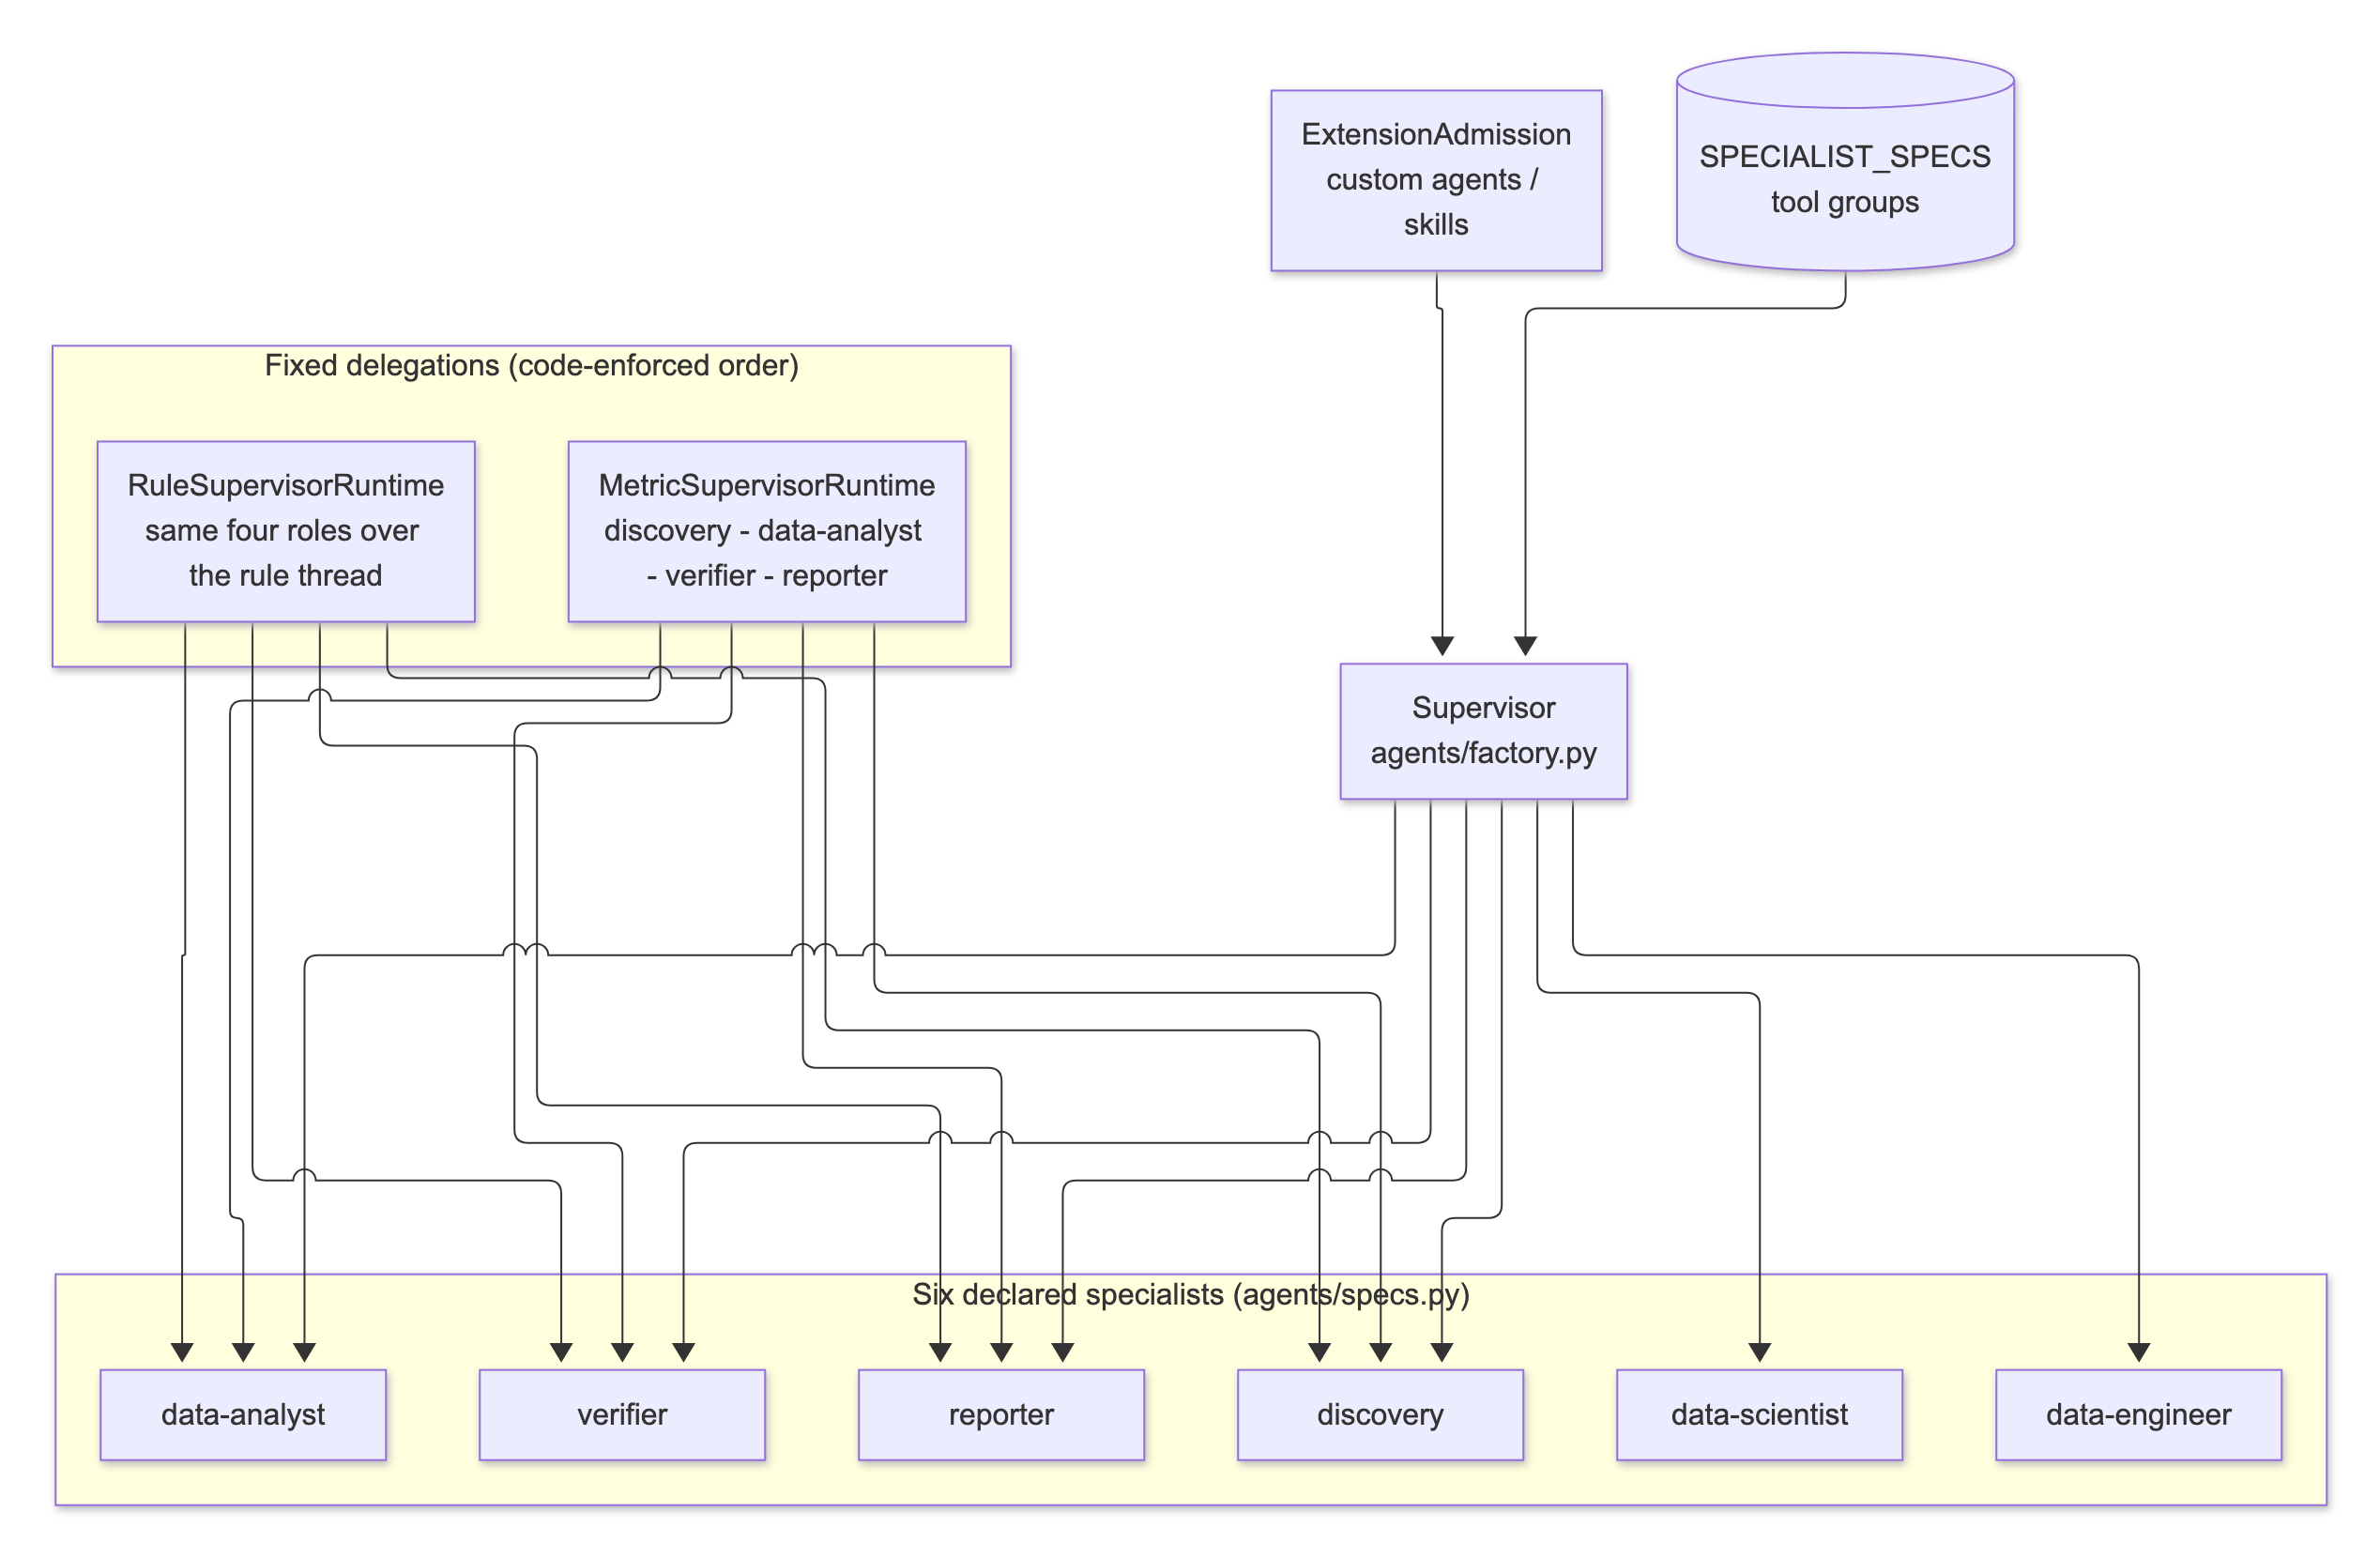 ExtensionAdmission
custom agents /
skills
SPECIALIST_SPECS
tool groups
Fixed delegations (code-enforced order)
RuleSupervisorRuntime
same four roles over
the rule thread
MetricSupervisorRuntime
discovery - data-analyst
- verifier - reporter
Supervisor
agents/factory.py
Six declared specialists (agents/specs.py)
data-analyst
verifier
reporter
discovery
data-scientist
data-engineer